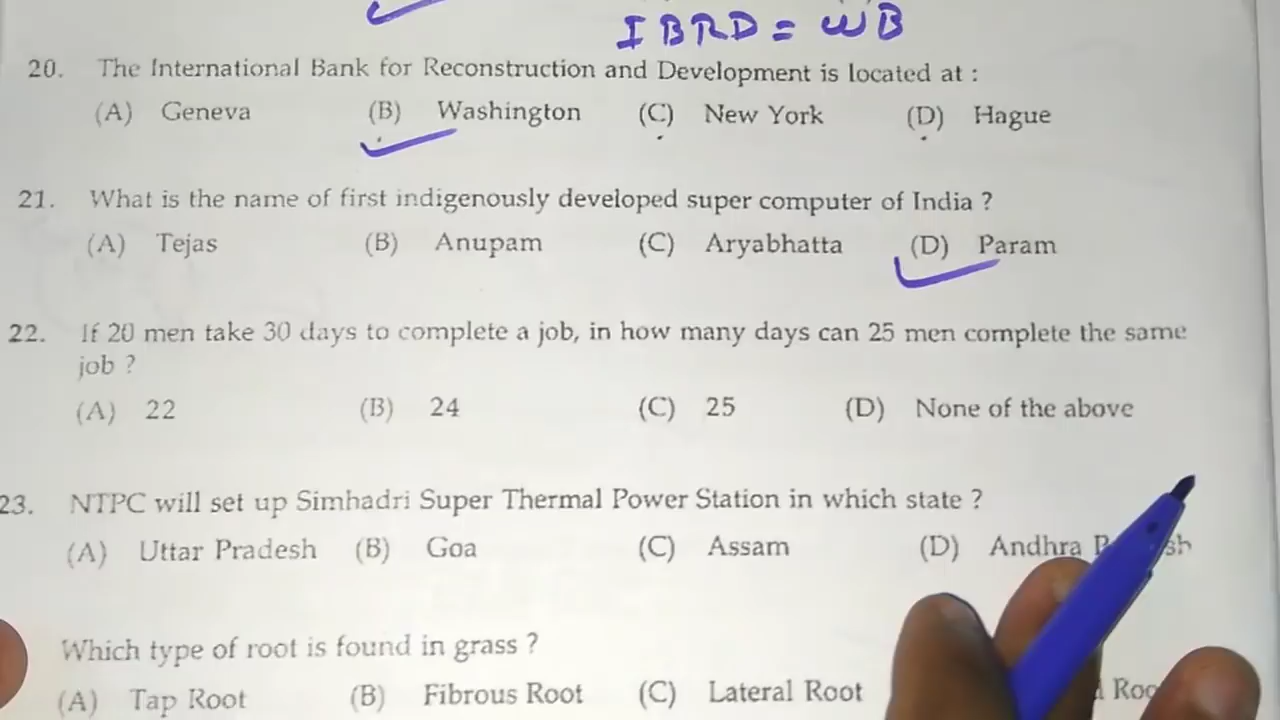 I B R D = W B
20. The International Bank for Reconstruction and Development is located at :
(A) Geneva (B) Washington (C) New York (D) Hague
21. What is the name of first indigenously developed super computer of India ?
(A) Tejas (B) Anupam (C) Aryabhatta (D) Param
22. If 20 men take 30 days to complete a job, in how many days can 25 men complete the same
job ?
(A) 22 (B) 24 (C) 25 (D) None of the above
23. NTPC will set up Simhadri Super Thermal Power Station in which state ?
(A) Uttar Pradesh (B) Goa (C) Assam (D) Andhra
Which type of root is found in grass ?
(A) Tap Root (B) Fibrous Root (C) Lateral Root